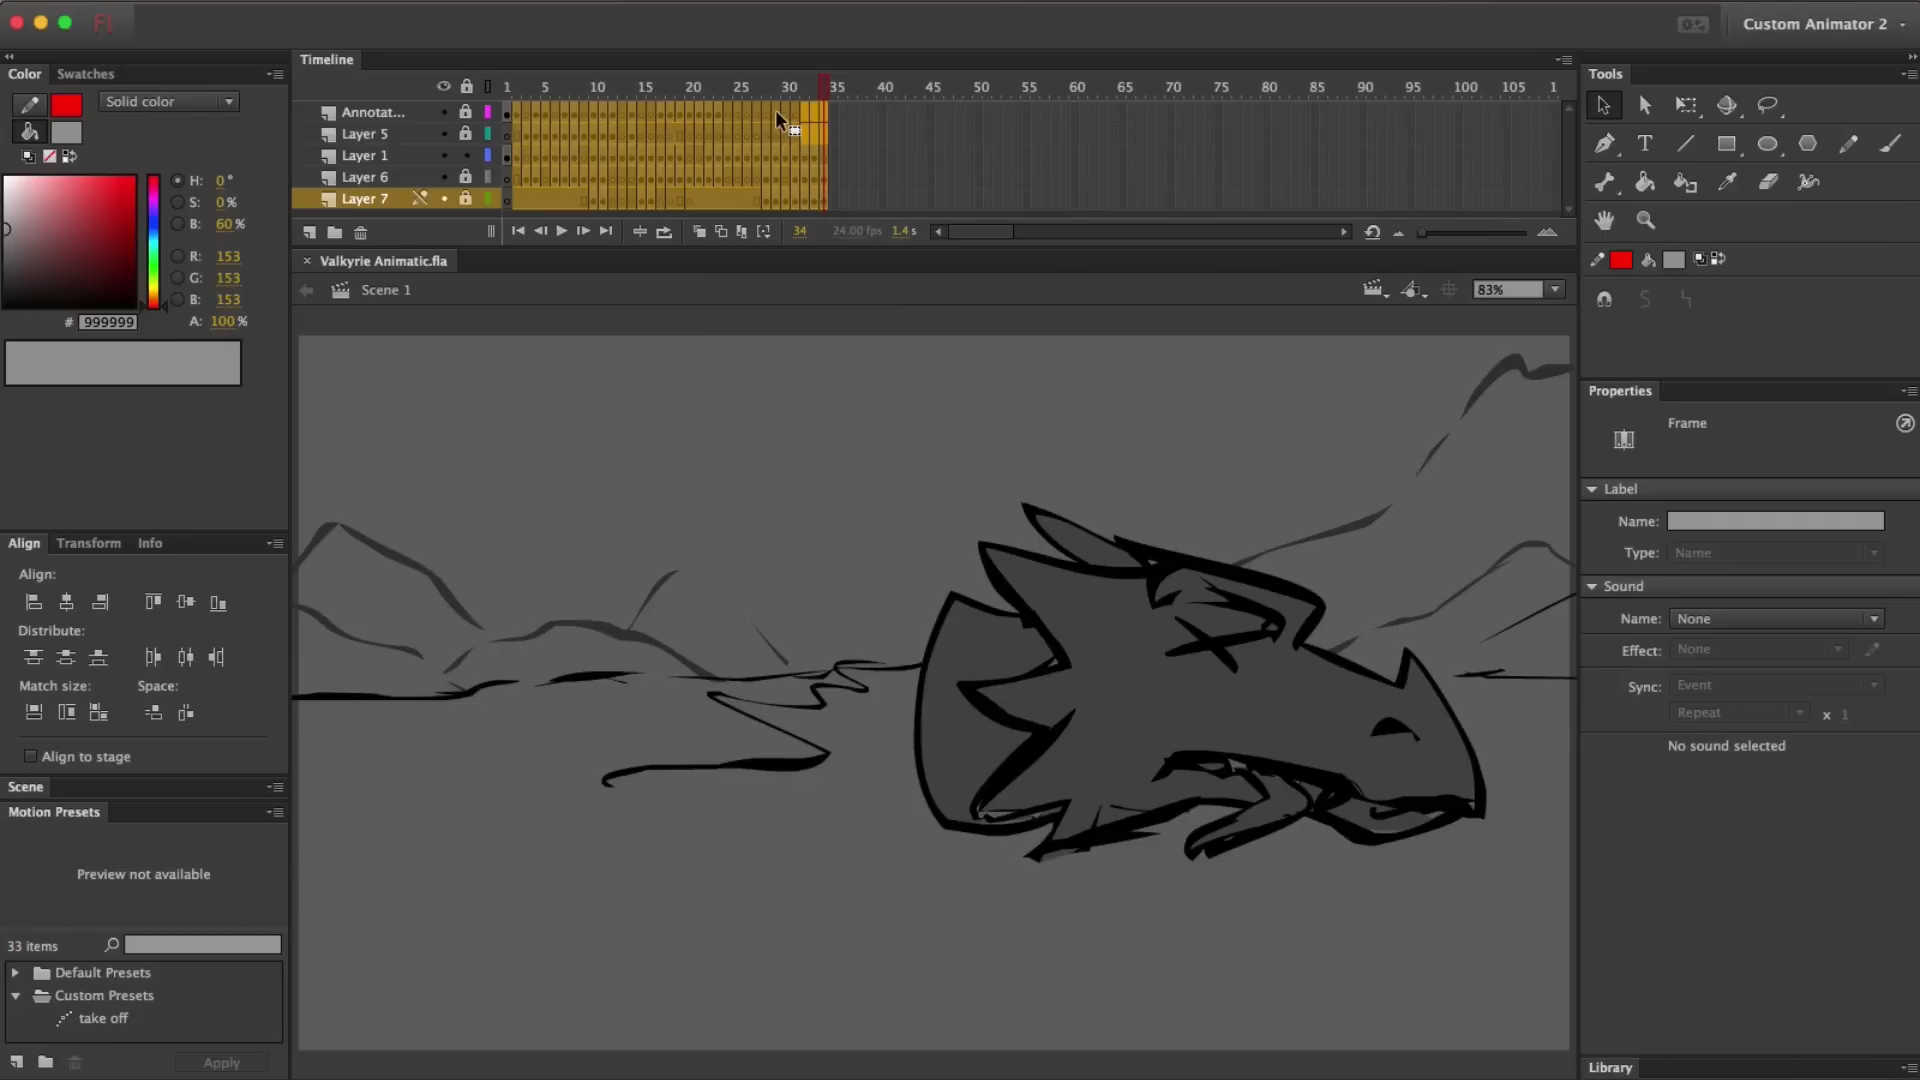 Fl
Custom Animator 2
Color
Swatches
Solid color
H: 0 °
S: 0 %
B: 60 %
R: 153
G: 153
B: 153
# 999999
A: 100 %
Timeline
1 5 10 15 20 25 30 35 40 45 50 55 60 65 70 75 80 85 90 95 100 105 1
Annotat...
Layer 5
Layer 1
Layer 6
Layer 7
34 24.00 fps 1.4 s
× Valkyrie Animatic.fla
Scene 1
83%
Align
Transform
Info
Align:
Distribute:
Match size:
Space:
Align to stage
Scene
Motion Presets
Preview not available
33 items
Default Presets
Custom Presets
take off
Apply
Tools
T
Properties
Frame
Label
Name:
Type: Name
Sound
Name: None
Effect: None
Sync: Event
Repeat x 1
No sound selected
Library